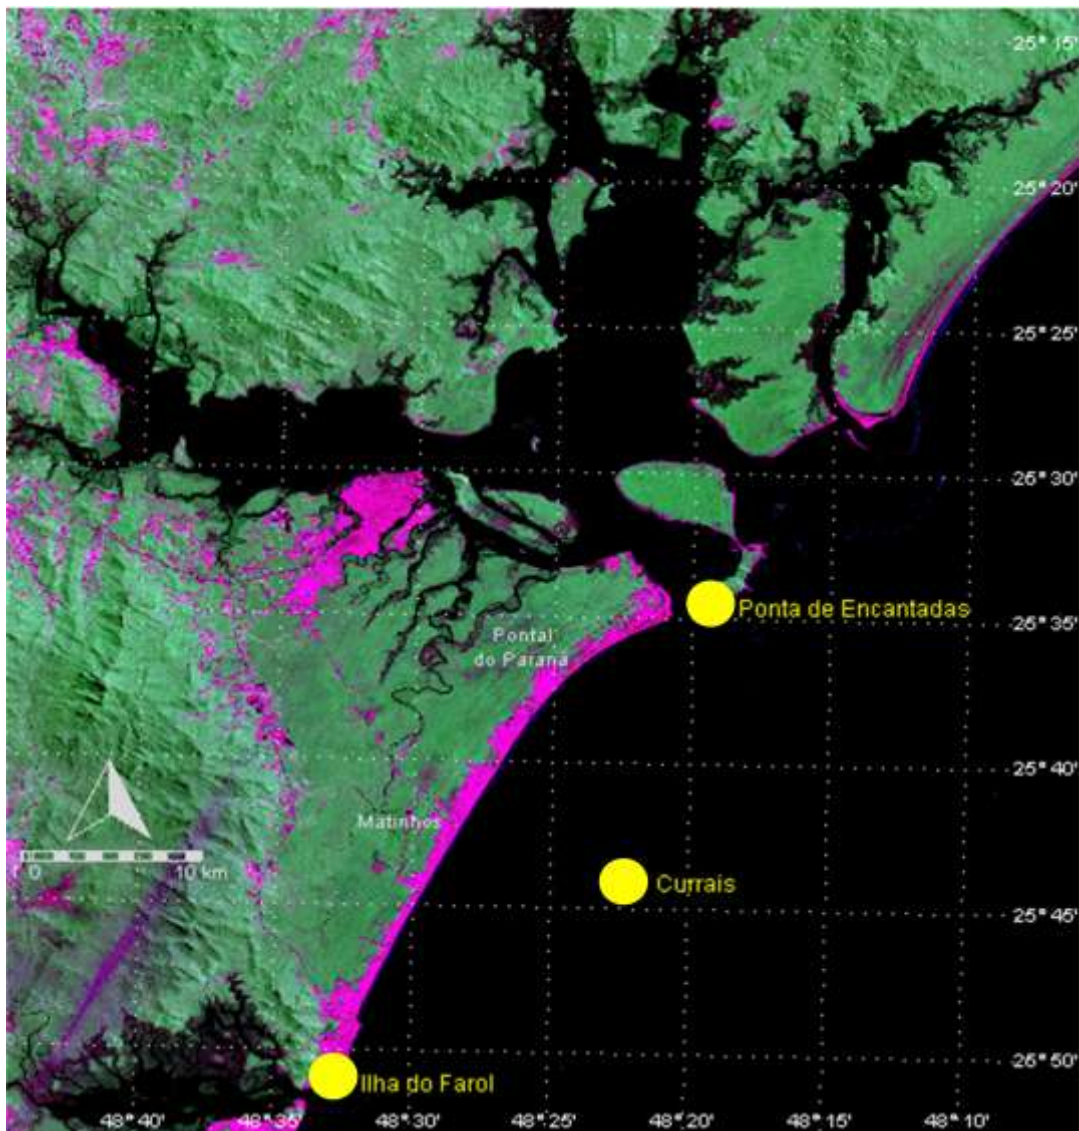 25° 15'
25° 20'
25° 25'
25° 30'
Ponta de Encantadas
25° 35'
Pontal
do Paraná
25° 40'
Matinhos
0 10 km
Currais
25° 45'
25° 50'
Ilha do Farol
48° 40' 48° 35' 48° 30' 48° 25' 48° 20' 48° 15' 48° 10'